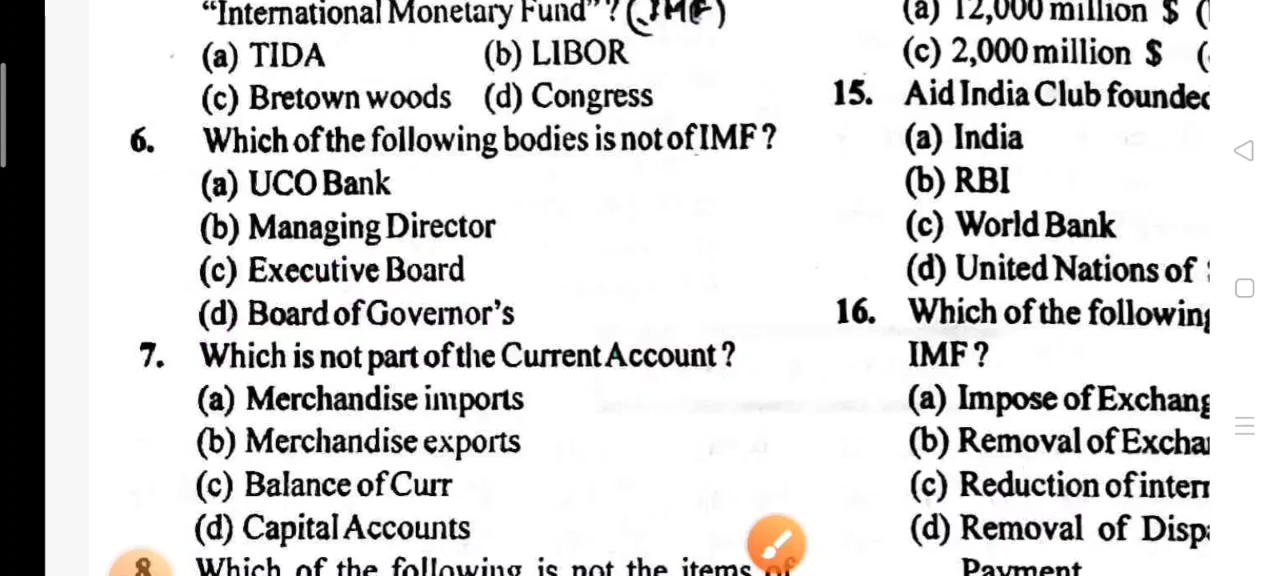 “International Monetary Fund” ? (IMF)
(a) TIDA (b) LIBOR
(c) Bretown woods (d) Congress
6. Which of the following bodies is not of IMF ?
(a) UCO Bank
(b) Managing Director
(c) Executive Board
(d) Board of Governor’s
7. Which is not part of the Current Account ?
(a) Merchandise imports
(b) Merchandise exports
(c) Balance of Curr
(d) Capital Accounts
8 Which of the following is not the items of
(a) 12,000 million $ (
(c) 2,000 million $ (
15. Aid India Club founded
(a) India
(b) RBI
(c) World Bank
(d) United Nations of
16. Which of the following
IMF ?
(a) Impose of Exchang
(b) Removal of Exchan
(c) Reduction of intern
(d) Removal of Disp
Payment